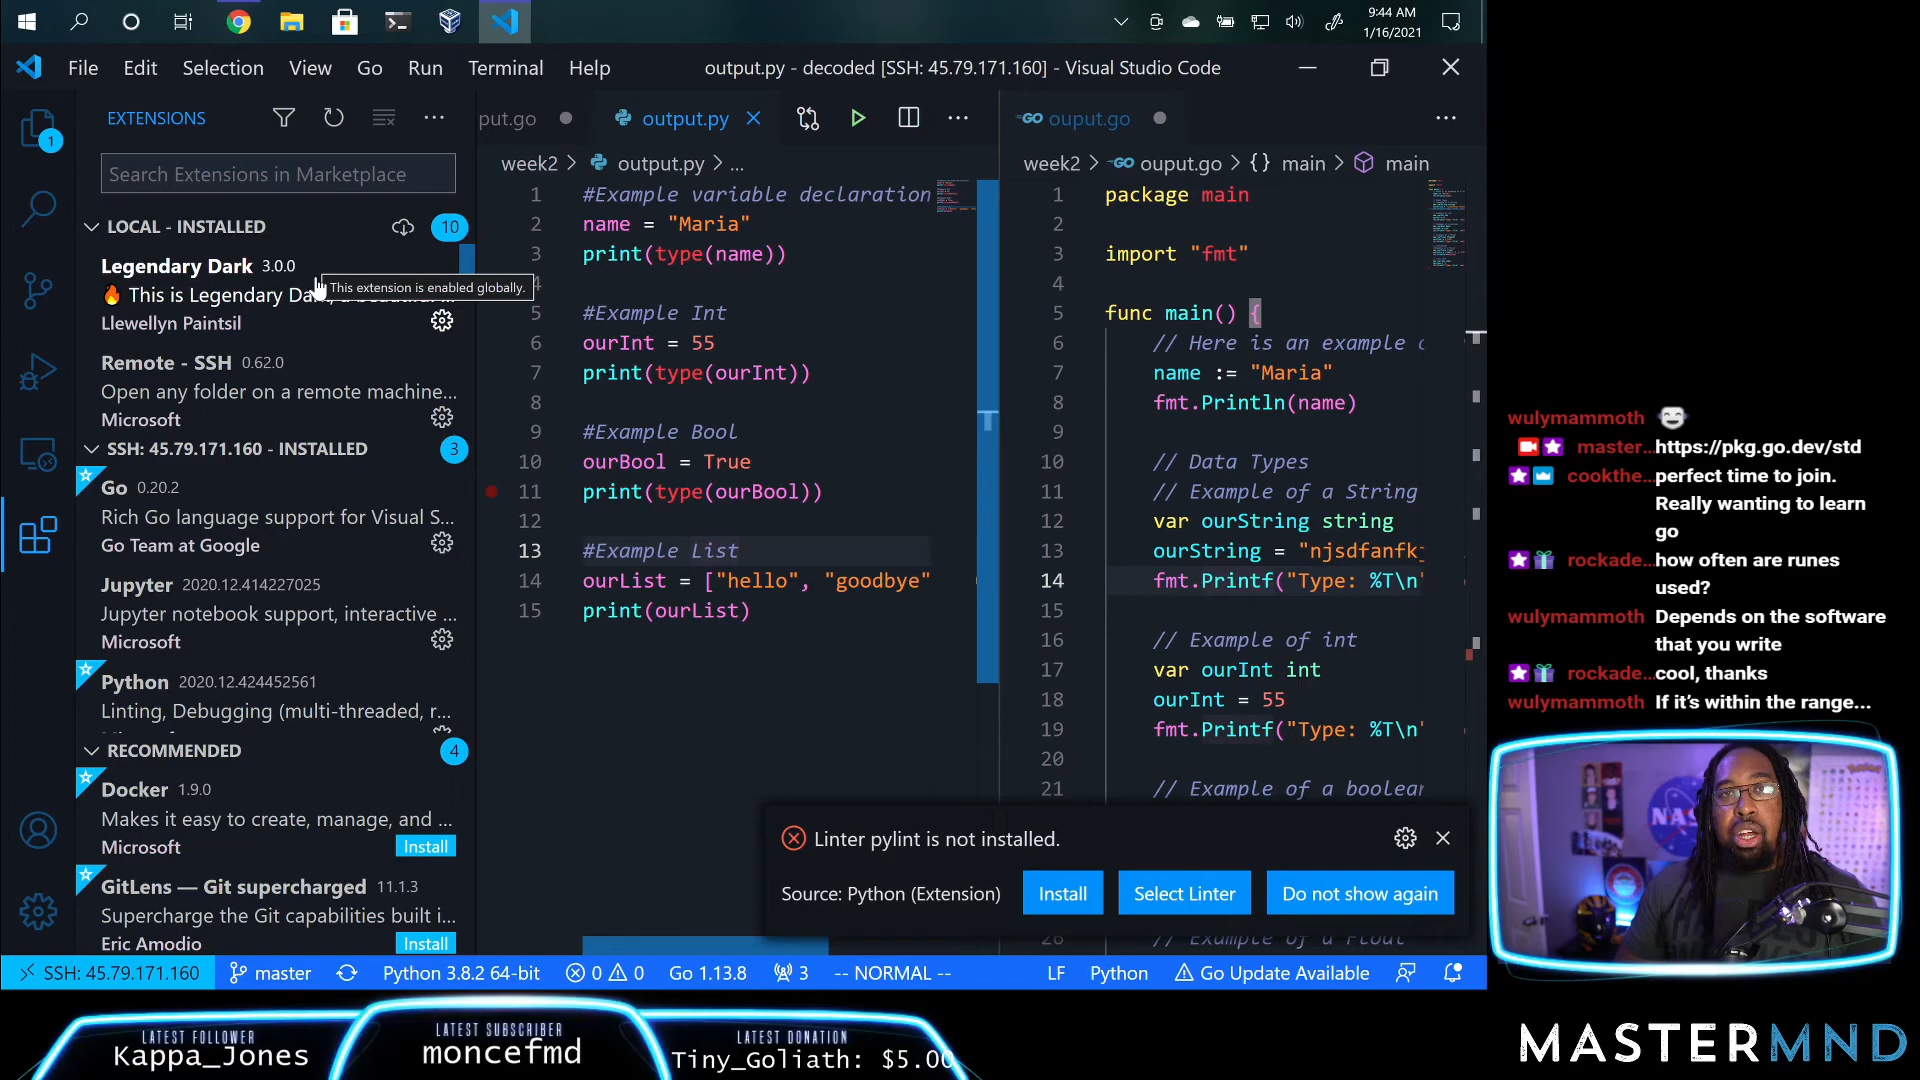 9:44 AM
1/16/2021
File Edit Selection View Go Run Terminal Help
output.py - decoded [SSH: 45.79.171.160] - Visual Studio Code
EXTENSIONS
Search Extensions in Marketplace
LOCAL - INSTALLED 10
Legendary Dark 3.0.0
This extension is enabled globally.
This is Legendary
Llewellyn Paintsil
Remote - SSH 0.62.0
Open any folder on a remote machine...
Microsoft
SSH: 45.79.171.160 - INSTALLED 3
Go 0.20.2
Rich Go language support for Visual S...
Go Team at Google
Jupyter 2020.12.414227025
Jupyter notebook support, interactive ...
Microsoft
Python 2020.12.424452561
Linting, Debugging (multi-threaded, r...
RECOMMENDED 4
Docker 1.9.0
Makes it easy to create, manage, and ...
Microsoft Install
GitLens — Git supercharged 11.1.3
Supercharge the Git capabilities built i...
Eric Amodio Install
put.go output.py
week2 > output.py > ...
1 #Example variable declaration
2 name = "Maria"
3 print(type(name))
4
5 #Example Int
6 ourInt = 55
7 print(type(ourInt))
8
9 #Example Bool
10 ourBool = True
11 print(type(ourBool))
12
13 #Example List
14 ourList = ["hello", "goodbye"
15 print(ourList)
ouput.go
week2 > ouput.go > {} main > main
1 package main
2
3 import "fmt"
4
5 func main() {
6 // Here is an example
7 name := "Maria"
8 fmt.Println(name)
9
10 // Data Types
11 // Example of a String
12 var ourString string
13 ourString = "njsdfanfk
14 fmt.Printf("Type: %T\n"
15
16 // Example of int
17 var ourInt int
18 ourInt = 55
19 fmt.Printf("Type: %T\n"
20
21 // Example of a boolean
26 // Example of a Float
Linter pylint is not installed.
Source: Python (Extension) Install Select Linter Do not show again
SSH: 45.79.171.160 master Python 3.8.2 64-bit 0 0 Go 1.13.8 3 -- NORMAL -- LF Python Go Update Available
1
wulymammoth
master... https://pkg.go.dev/std
cookthe... perfect time to join.
Really wanting to learn
go
rockade... how often are runes
used?
wulymammoth Depends on the software
that you write
rockade... cool, thanks
wulymammoth If it's within the range...
NASA
LATEST FOLLOWER
Kappa_Jones
LATEST SUBSCRIBER
moncefmd
LATEST DONATION
Tiny_Goliath: $5.00
MASTERMND